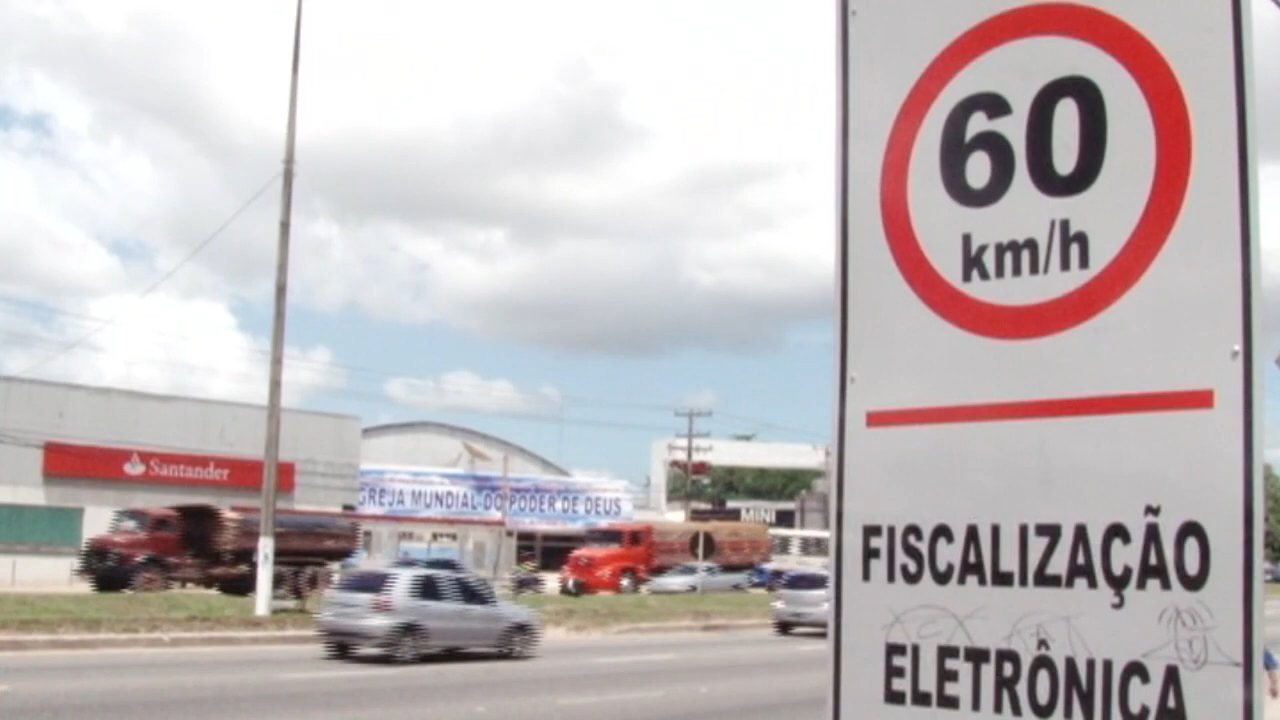 60
km/h
FISCALIZAÇÃO
ELETRÔNICA
Santander
GREJA MUNDIAL DO PODER DE DEUS
MINI